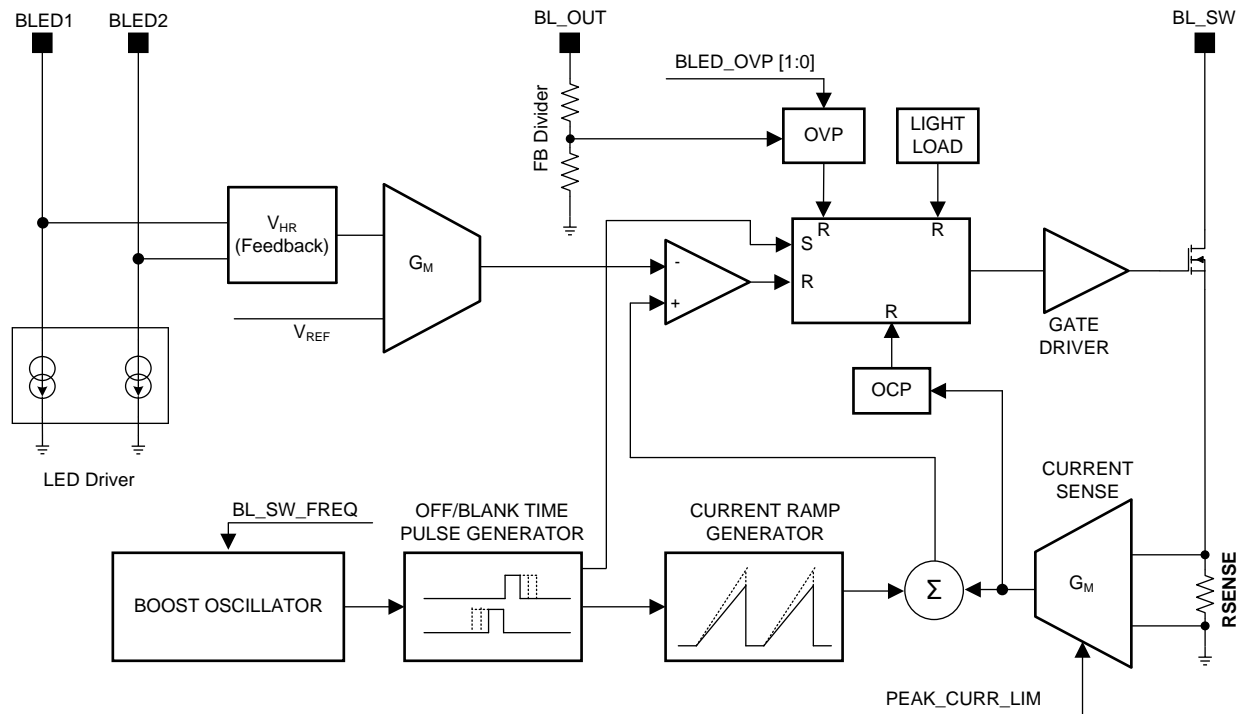 BLED1
BLED2
BL_OUT
BL_SW
BLED_OVP [1:0]
FB Divider
OVP
LIGHT
LOAD
VHR
(Feedback)
GM
VREF
-
+
S
R
R
R
R
GATE
DRIVER
OCP
LED Driver
CURRENT
SENSE
BL_SW_FREQ
OFF/BLANK TIME
PULSE GENERATOR
CURRENT RAMP
GENERATOR
BOOST OSCILLATOR
Σ
GM
RSENSE
PEAK_CURR_LIM